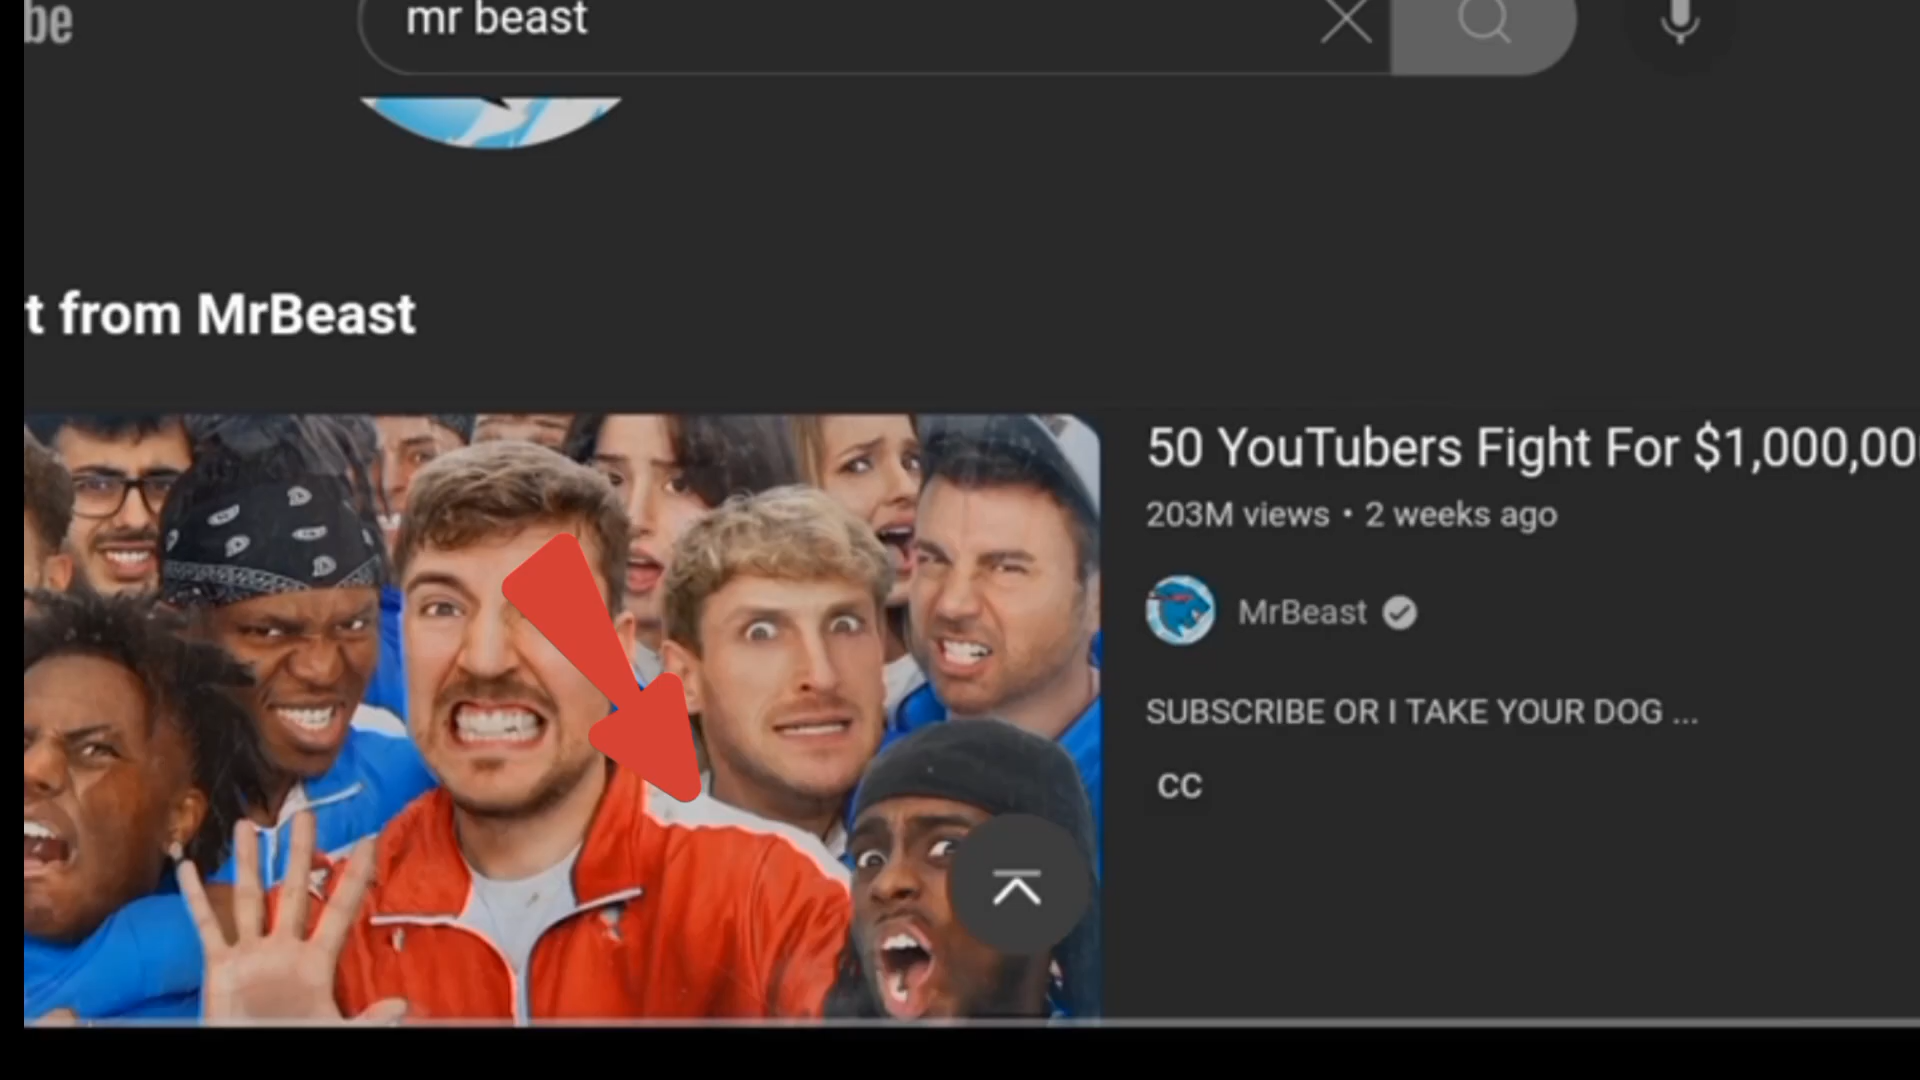 be
mr beast
t from MrBeast
50 YouTubers Fight For $1,000,00
203M views • 2 weeks ago
MrBeast
SUBSCRIBE OR I TAKE YOUR DOG ...
CC